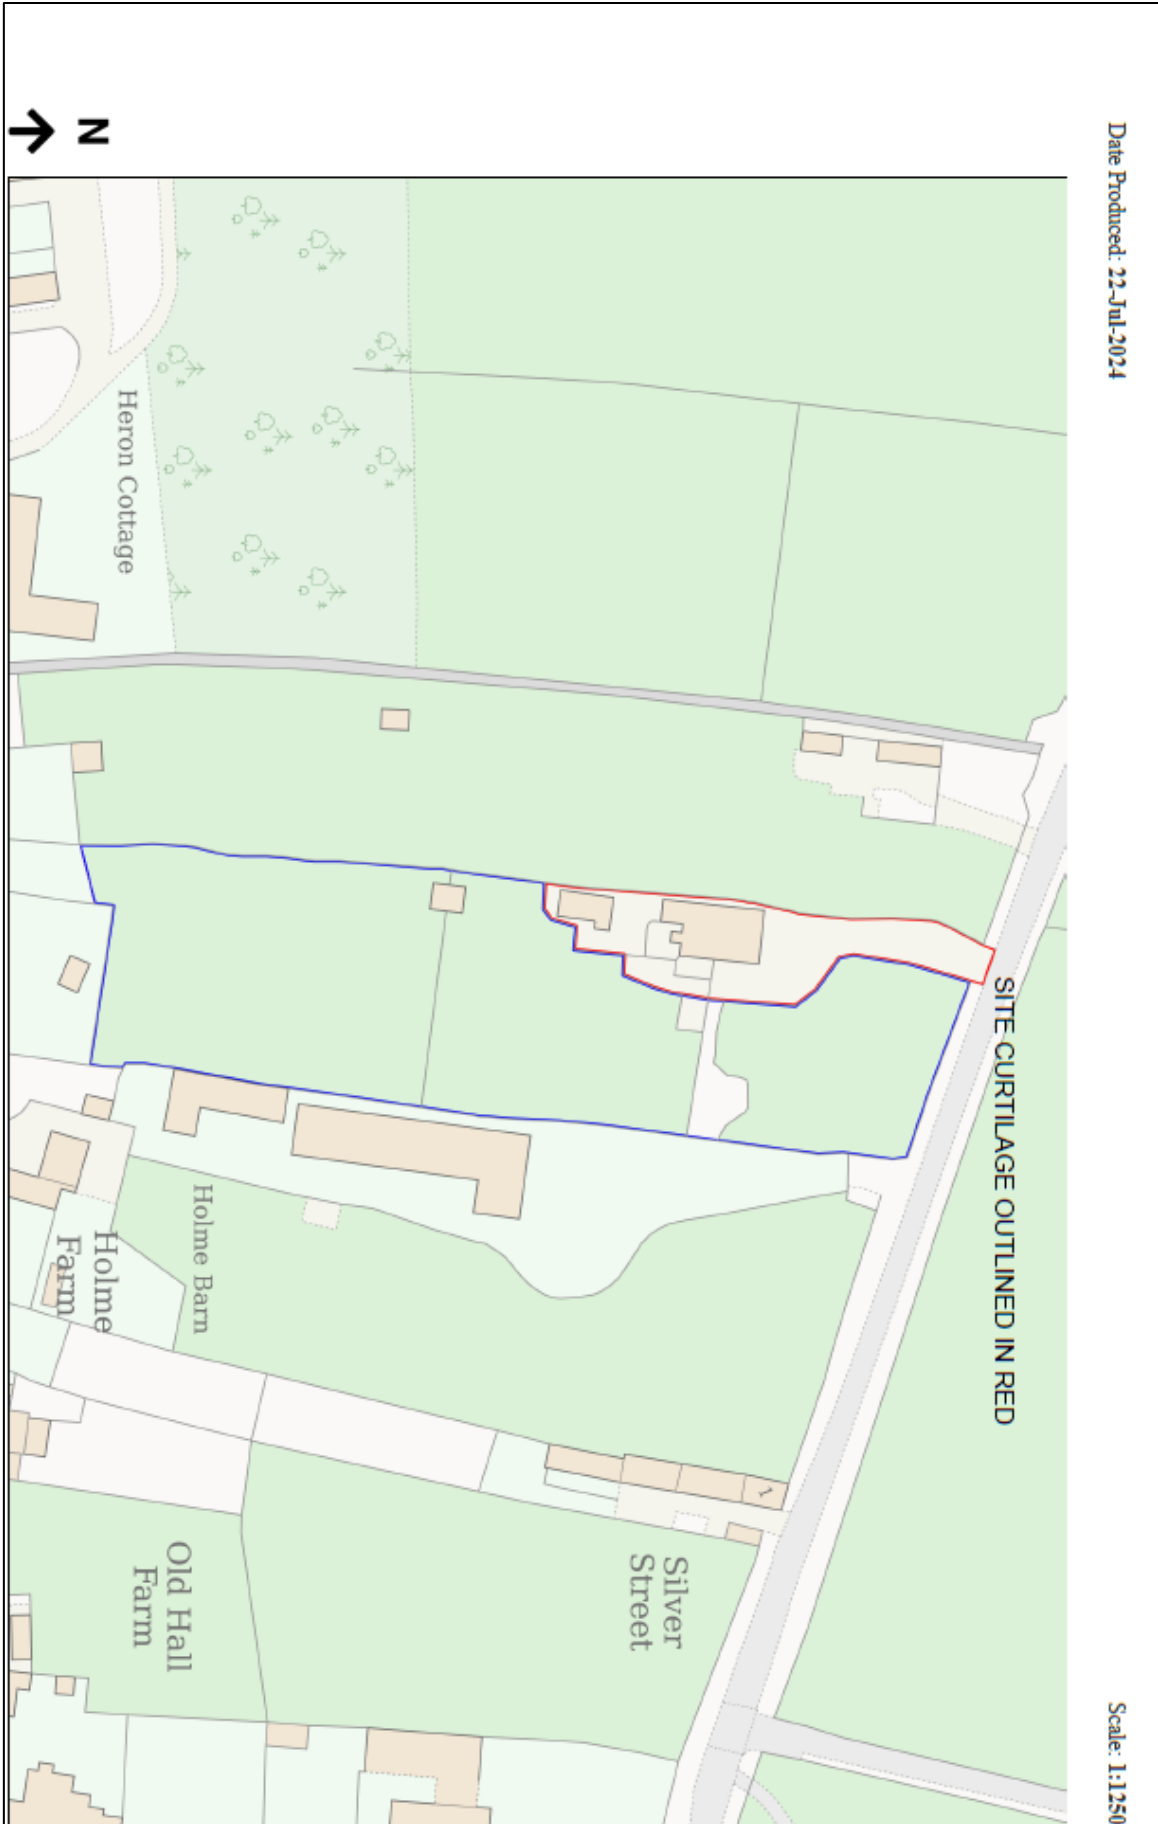 Date Produced: 22-Jul-2024
Scale: 1:1250
N
SITE CURTILAGE OUTLINED IN RED
Heron Cottage
Holme Barn
Holme
Farm
1
Silver
Street
Old Hall
Farm